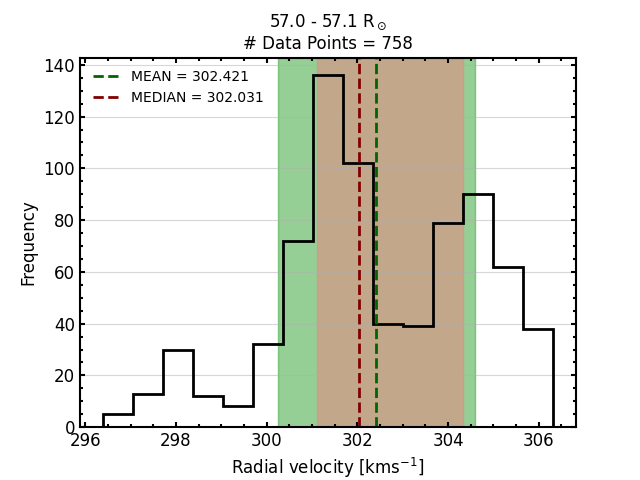 57.0 - 57.1 R⊙
# Data Points = 758
MEAN = 302.421
MEDIAN = 302.031
140
120
100
80
60
40
20
0
Frequency
296 298 300 302 304 306
Radial velocity [kms⁻¹]